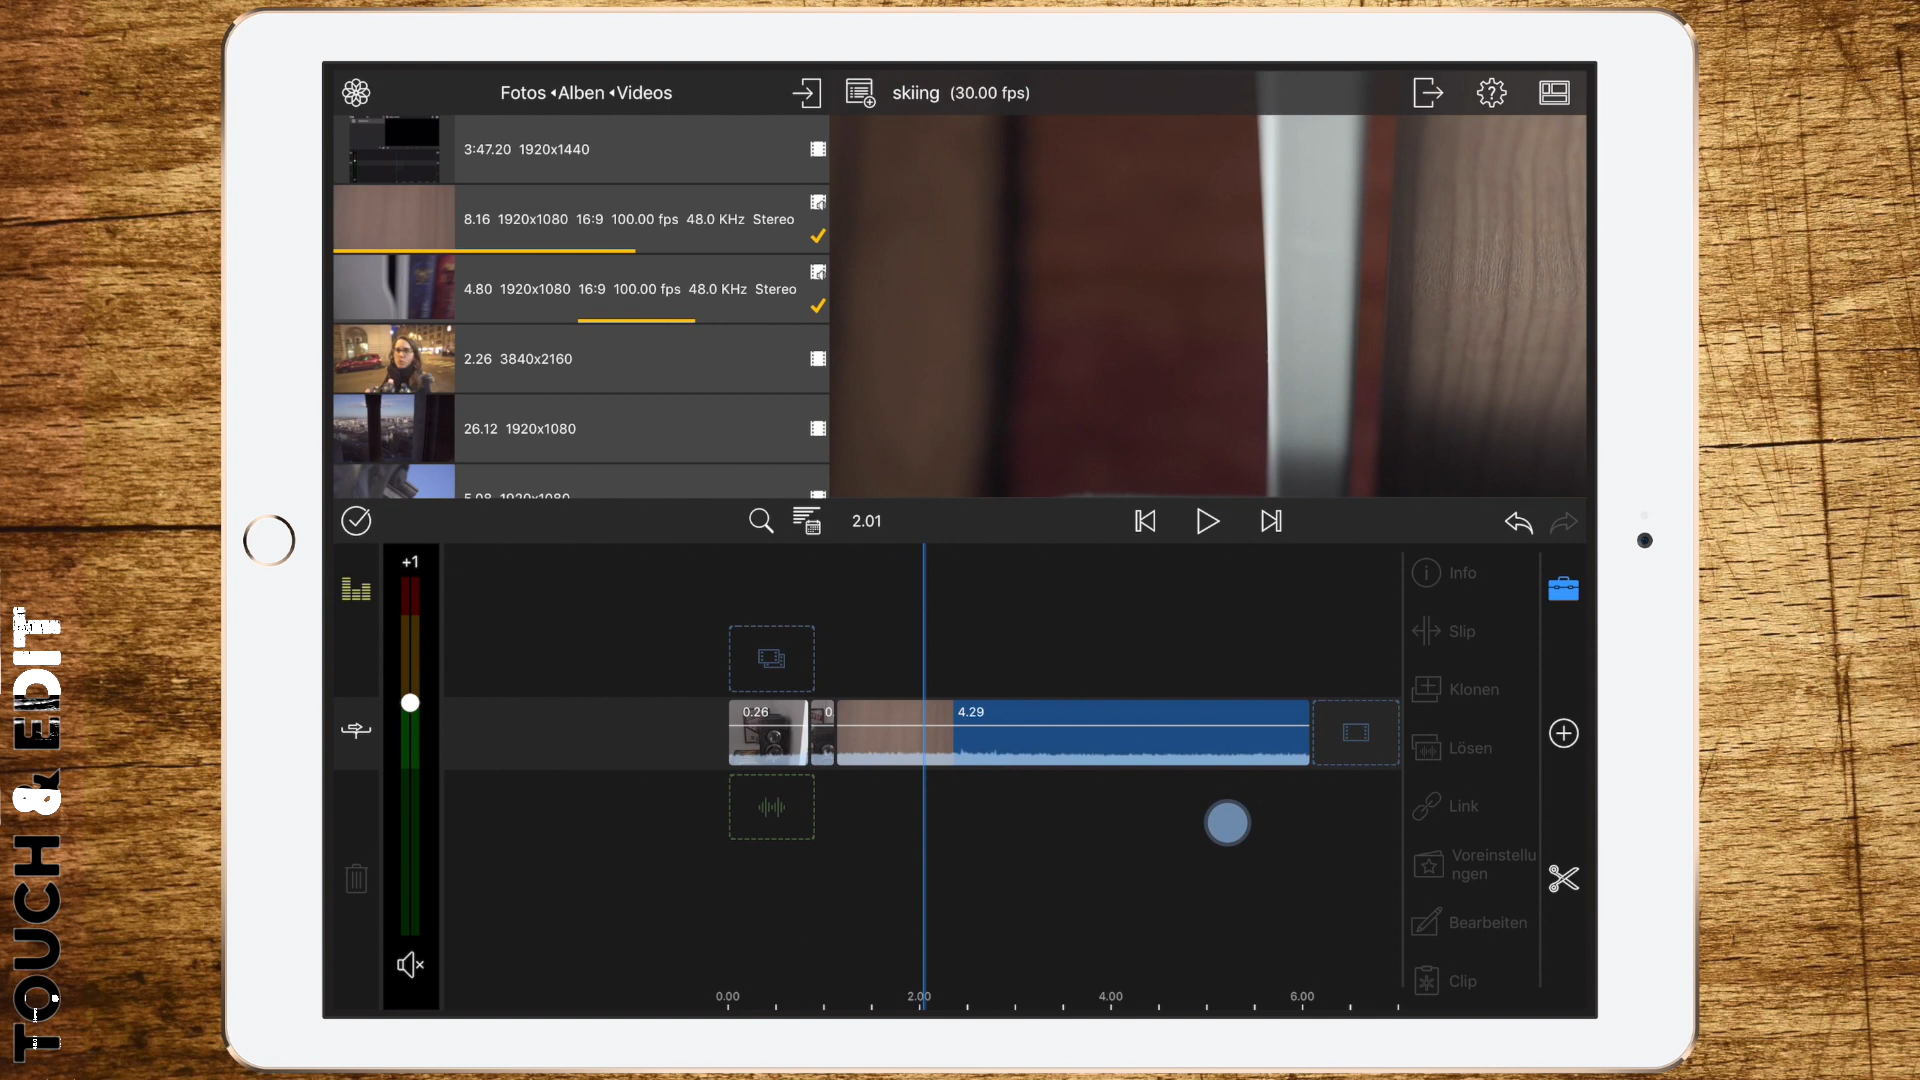 Fotos Alben Videos
skiing (30.00 fps)
3:47.20 1920x1440
8.16 1920x1080 16:9 100.00 fps 48.0 KHz Stereo
4.80 1920x1080 16:9 100.00 fps 48.0 KHz Stereo
2.26 3840x2160
26.12 1920x1080
5.08 1920x1080
2.01
+1
Info
Slip
Klonen
Lösen
Link
Voreinstellu
ngen
Bearbeiten
Clip
0.26
0.
4.29
0.00 2.00 4.00 6.00
TOUCH & EDIT